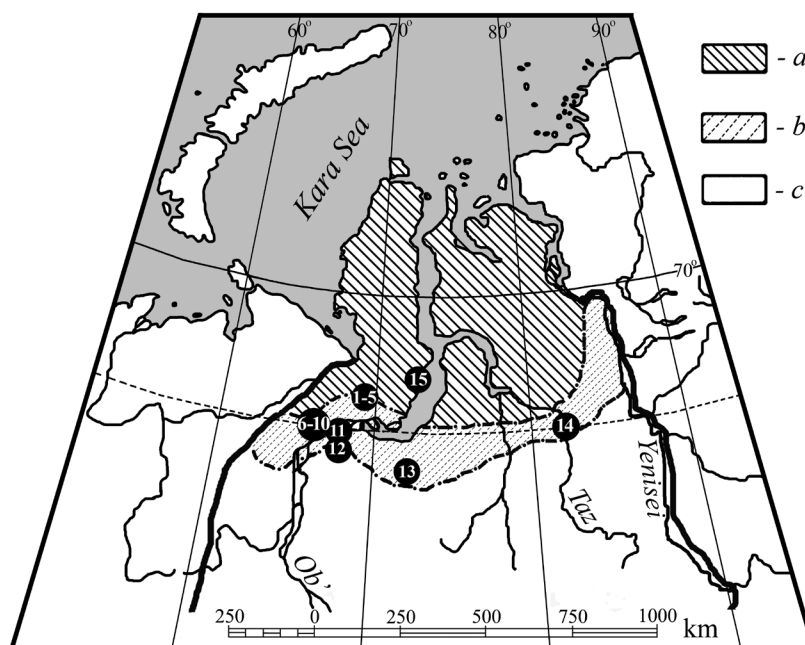 60° 70° 80° 90°
- a
- b
- c
Kara Sea
70°
15
1-5
6-10
11
12
13
14
Ob'
Taz
Yenisei
250 0 250 500 750 1000 km